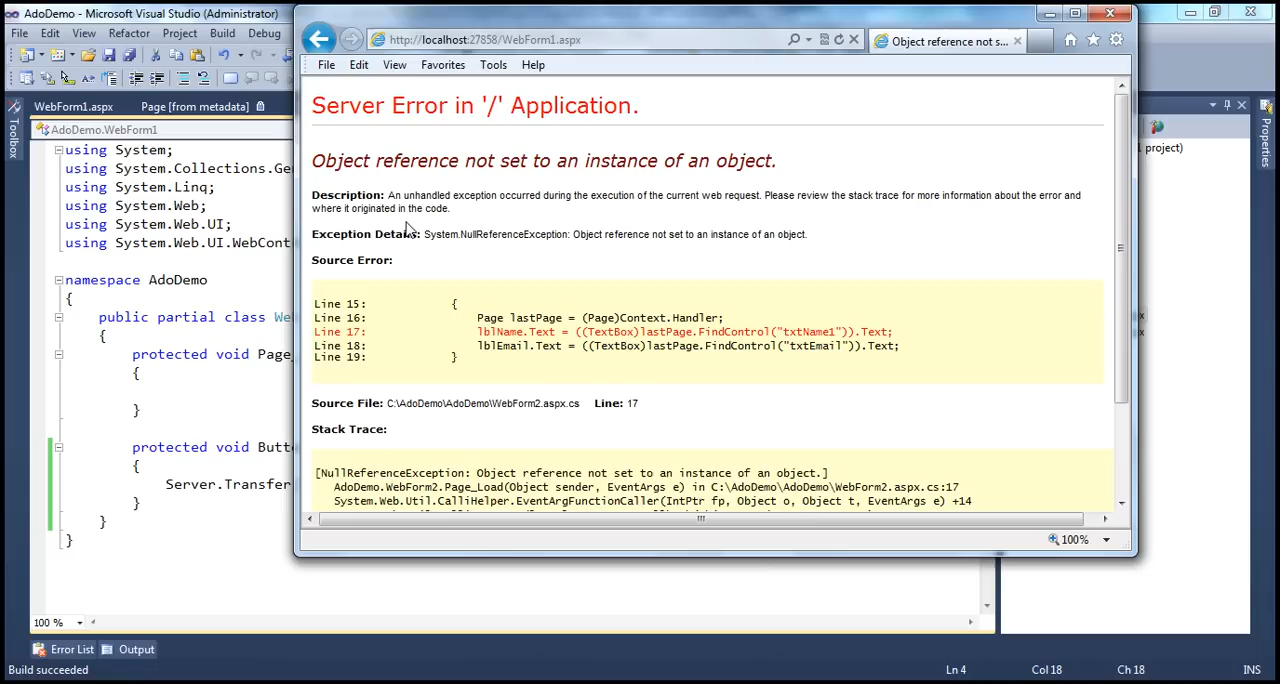 AdoDemo - Microsoft Visual Studio (Administrator)
File Edit View Refactor Project Build Debug
WebForm1.aspx Page [from metadata]
AdoDemo.WebForm1
using System;
using System.Collections.Ge
using System.Linq;
using System.Web;
using System.Web.UI;
using System.Web.UI.WebCont
namespace AdoDemo
{
public partial class We
{
protected void Page_
{
}
protected void Butt
{
Server.Transfer
}
}
}
100 %
Error List Output
Build succeeded
Toolbox
http://localhost:27858/WebForm1.aspx
Object reference not s...
File Edit View Favorites Tools Help
Server Error in '/' Application.
Object reference not set to an instance of an object.
Description: An unhandled exception occurred during the execution of the current web request. Please review the stack trace for more information about the error and
where it originated in the code.
Exception Details: System.NullReferenceException: Object reference not set to an instance of an object.
Source Error:
Line 15: {
Line 16: Page lastPage = (Page)Context.Handler;
Line 17: lblName.Text = ((TextBox)lastPage.FindControl("txtName1")).Text;
Line 18: lblEmail.Text = ((TextBox)lastPage.FindControl("txtEmail")).Text;
Line 19: }
Source File: C:\AdoDemo\AdoDemo\WebForm2.aspx.cs Line: 17
Stack Trace:
[NullReferenceException: Object reference not set to an instance of an object.]
AdoDemo.WebForm2.Page_Load(Object sender, EventArgs e) in C:\AdoDemo\AdoDemo\WebForm2.aspx.cs:17
System.Web.Util.CalliHelper.EventArgFunctionCaller(IntPtr fp, Object o, Object t, EventArgs e) +14
100%
1 project)
Properties
Ln 4 Col 18 Ch 18 INS